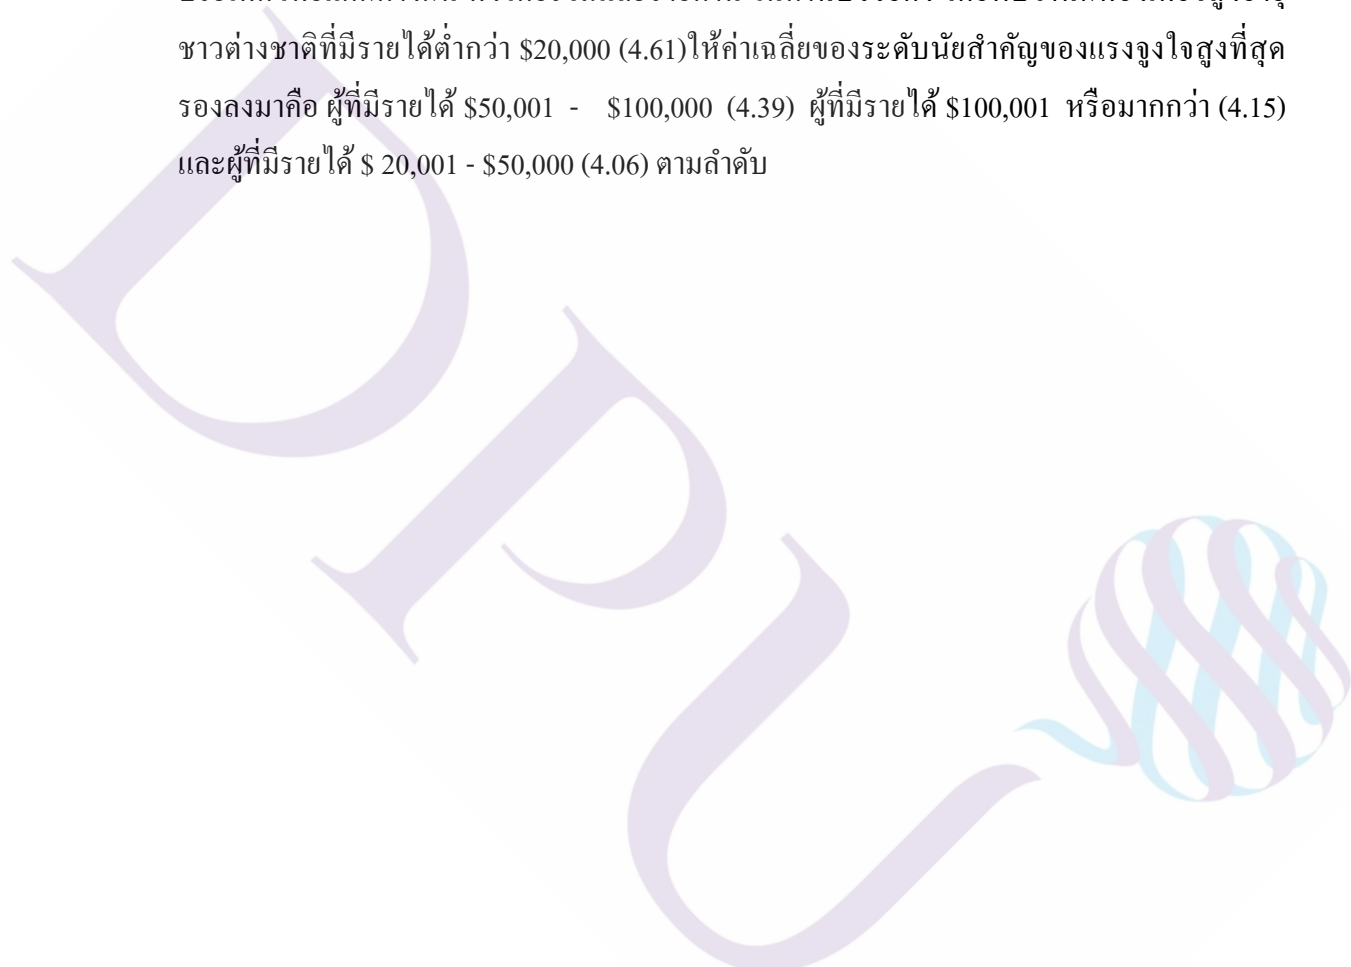 ชาวต่างชาติที่มีรายได้ต่ำกว่า $20,000 (4.61)ให้ค่าเฉลี่ยของระดับนัยสำคัญของแรงจูงใจสูงที่สุด
รองลงมาคือ ผู้ที่มีรายได้ $50,001 - $100,000 (4.39) ผู้ที่มีรายได้ $100,001 หรือมากกว่า (4.15)
และผู้ที่มีรายได้ $ 20,001 - $50,000 (4.06) ตามลำดับ
DPU